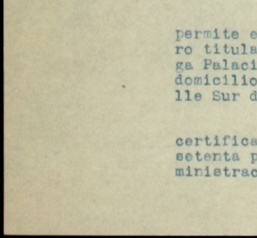 permite e
ro titula
ga Palaci
domicilio
lle Sur d
certifica
setenta p
ministrac